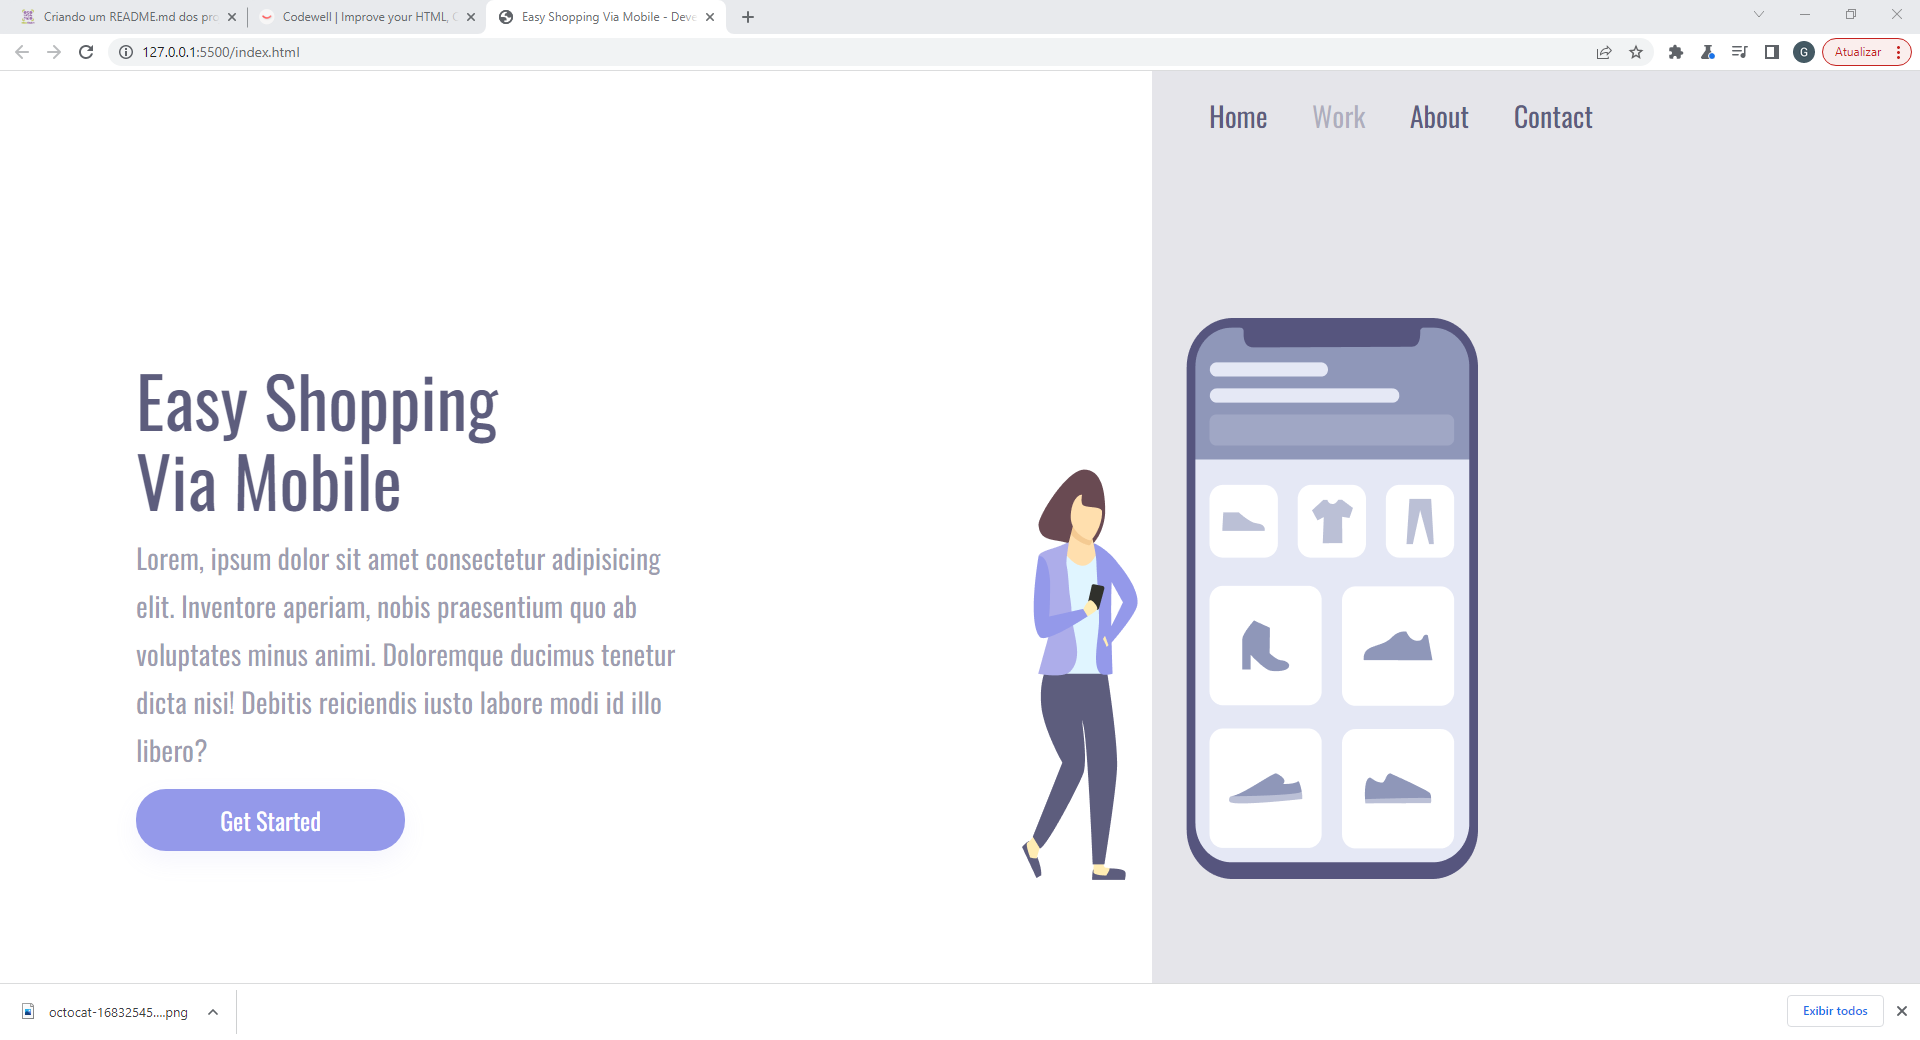 Criando um README.md dos pro
Codewell | Improve your HTML, C
Easy Shopping Via Mobile - Deve
127.0.0.1:5500/index.html
G
Atualizar
Home
Work
About
Contact
Easy Shopping
Via Mobile
Lorem, ipsum dolor sit amet consectetur adipisicing
elit. Inventore aperiam, nobis praesentium quo ab
voluptates minus animi. Doloremque ducimus tenetur
dicta nisi! Debitis reiciendis iusto labore modi id illo
libero?
Get Started
octocat-16832545....png
Exibir todos